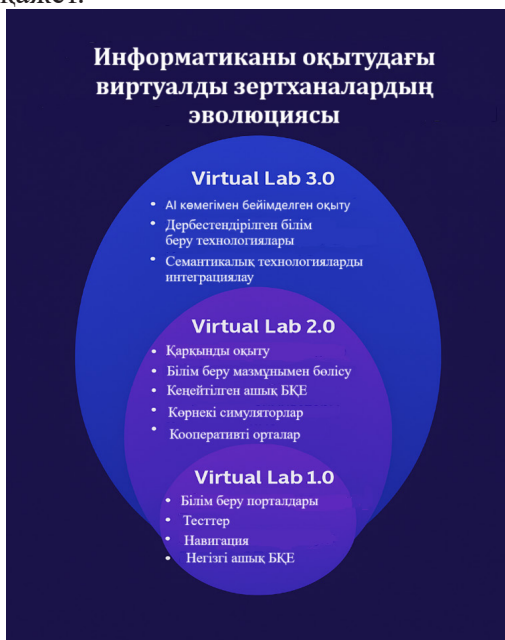 қажет.
Информатиканы оқытудағы
виртуалды зертханалардың
эволюциясы
Virtual Lab 3.0
• AI көмегімен бейімделген оқыту
• Дербестендірілген білім
беру технологиялары
• Семантикалық технологияларды
интеграциялау
Virtual Lab 2.0
• Қарқынды оқыту
• Білім беру мазмұнымен бөлісу
• Кеңейтілген ашық БҚЕ
• Көрнекі симуляторлар
• Кооперативті орталар
Virtual Lab 1.0
• Білім беру порталдары
• Тесттер
• Навигация
• Негізгі ашық БҚЕ